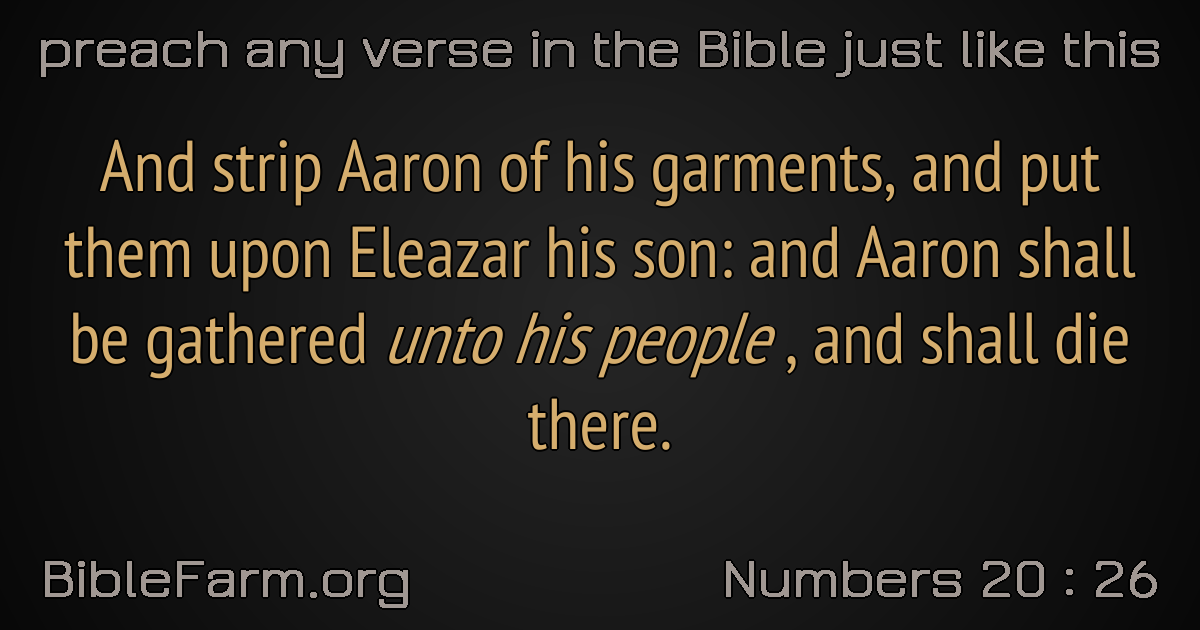 preach any verse in the Bible just like this
And strip Aaron of his garments, and put
them upon Eleazar his son: and Aaron shall
be gathered unto his people , and shall die
there.
BibleFarm.org
Numbers 20 : 26